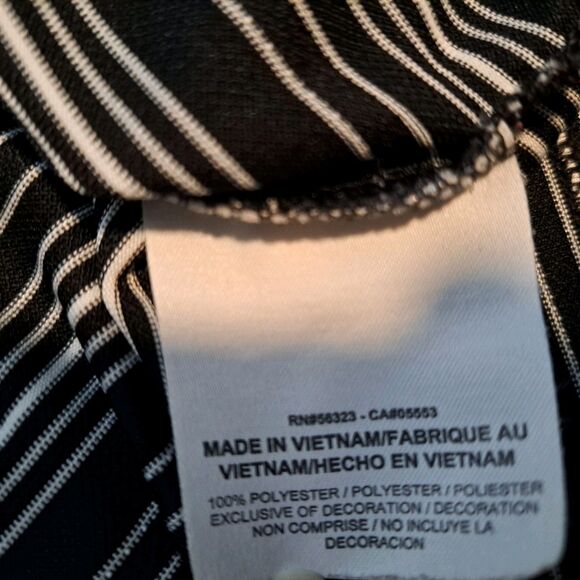 RN#56323 - CA#05553
MADE IN VIETNAM/FABRIQUE AU
VIETNAM/HECHO EN VIETNAM
100% POLYESTER / POLYESTER / POLIESTER
EXCLUSIVE OF DECORATION / DECORATION
NON COMPRISE / NO INCLUYE LA
DECORACION